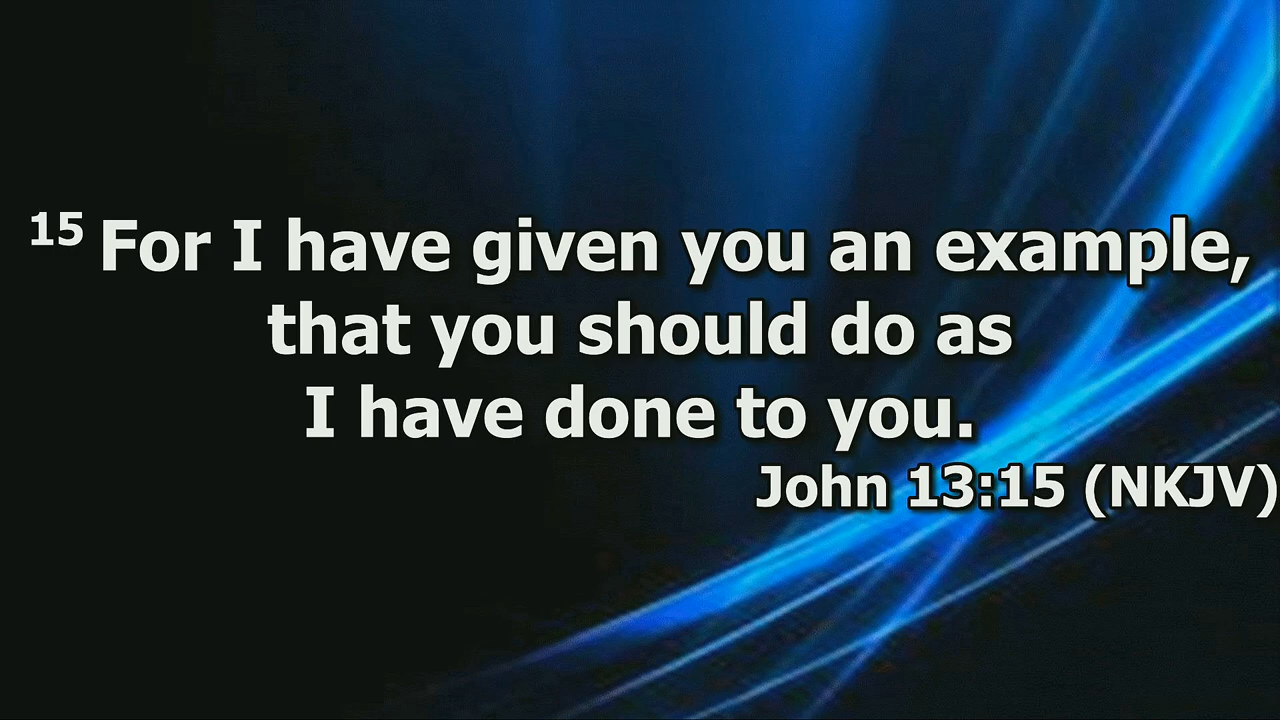 15 For I have given you an example,
that you should do as
I have done to you.
John 13:15 (NKJV)